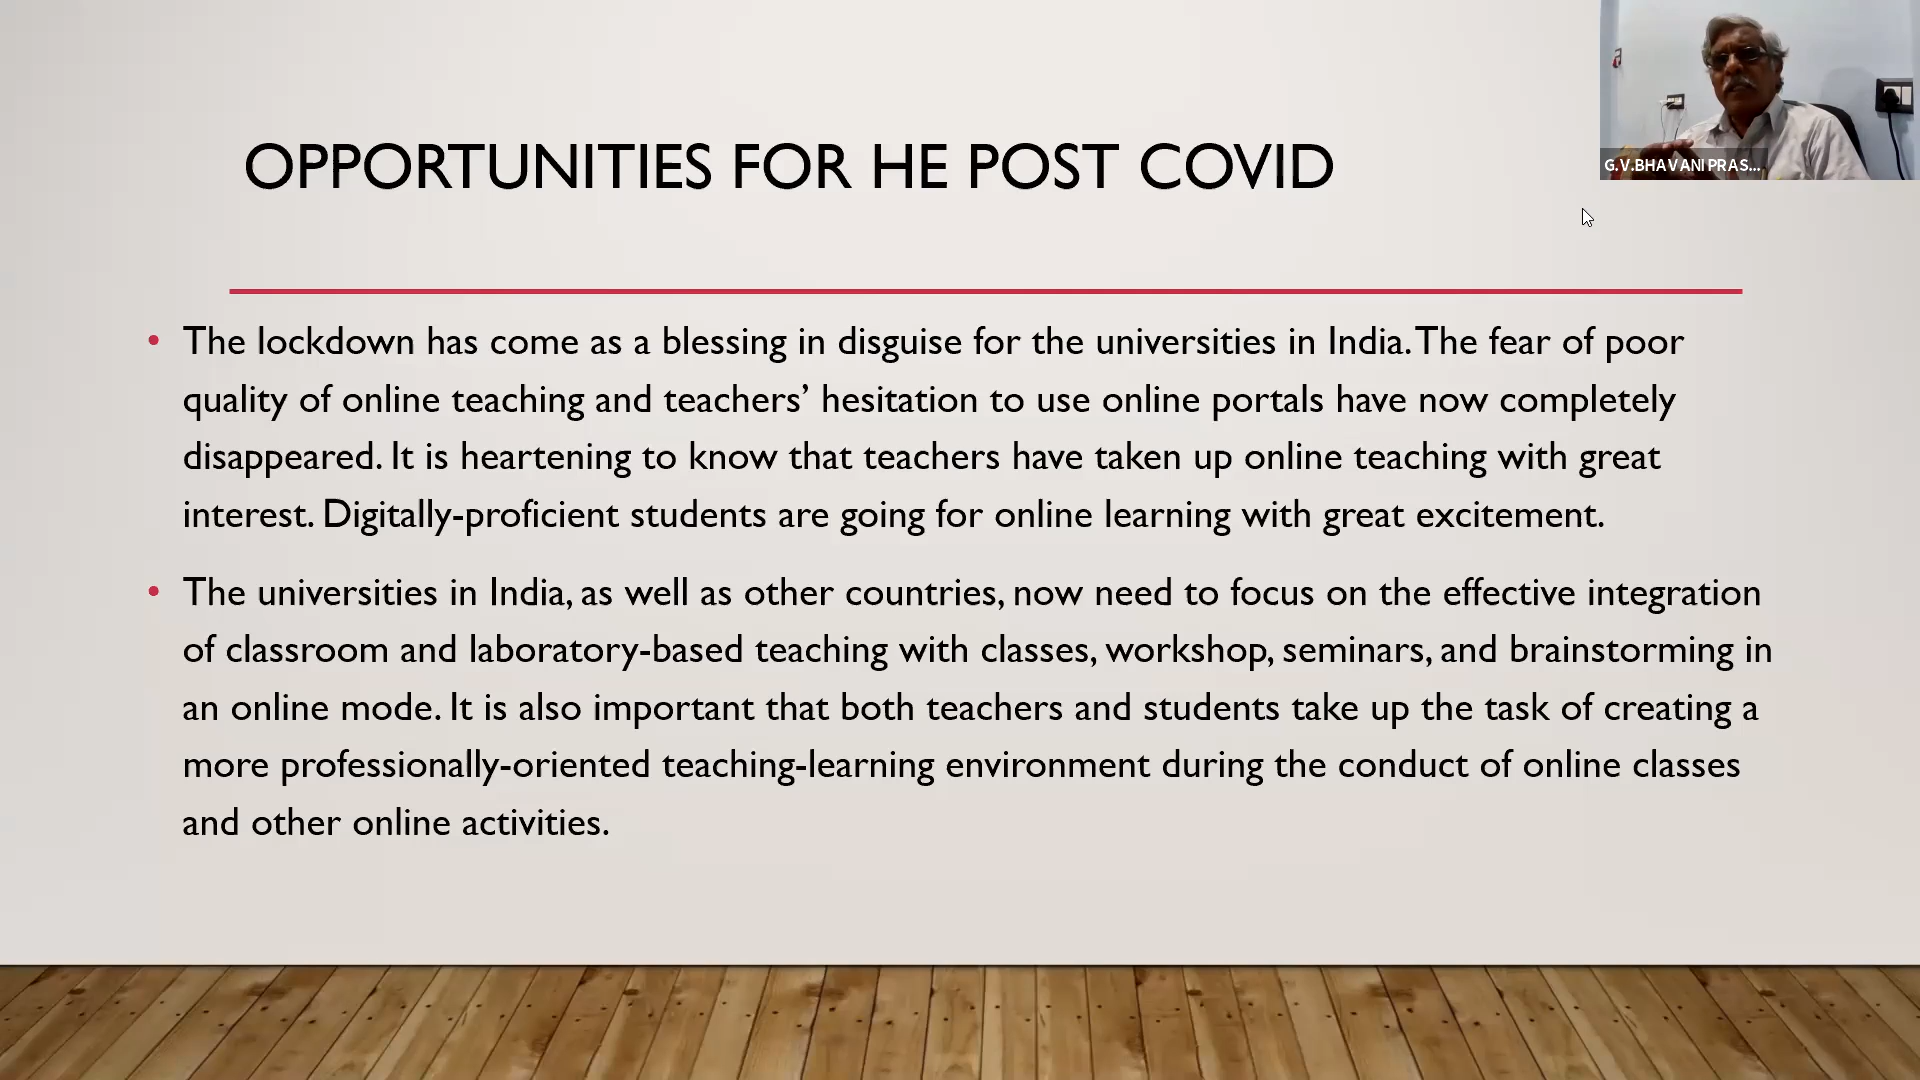 OPPORTUNITIES FOR HE POST COVID
G.V.BHAVANI PRAS...
• The lockdown has come as a blessing in disguise for the universities in India. The fear of poor
quality of online teaching and teachers’ hesitation to use online portals have now completely
disappeared. It is heartening to know that teachers have taken up online teaching with great
interest. Digitally-proficient students are going for online learning with great excitement.
• The universities in India, as well as other countries, now need to focus on the effective integration
of classroom and laboratory-based teaching with classes, workshop, seminars, and brainstorming in
an online mode. It is also important that both teachers and students take up the task of creating a
more professionally-oriented teaching-learning environment during the conduct of online classes
and other online activities.